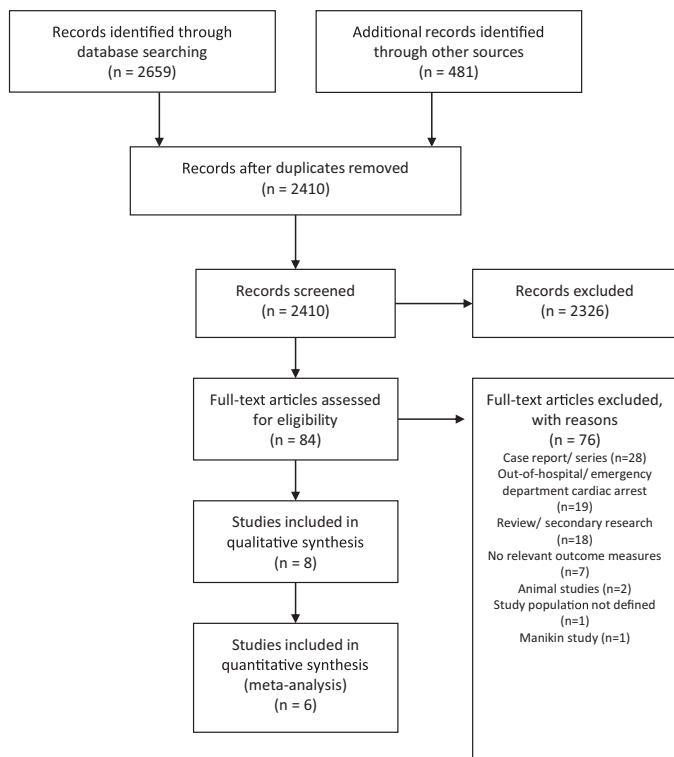 Records identified through
database searching
(n = 2659)
Additional records identified
through other sources
(n = 481)
Records after duplicates removed
(n = 2410)
Records screened
(n = 2410)
Records excluded
(n = 2326)
Full-text articles assessed
for eligibility
(n = 84)
Full-text articles excluded,
with reasons
(n = 76)
Case report/ series (n=28)
Out-of-hospital/ emergency
department cardiac arrest
(n=19)
Review/ secondary research
(n=18)
No relevant outcome measures
(n=7)
Animal studies (n=2)
Study population not defined
(n=1)
Manikin study (n=1)
Studies included in
qualitative synthesis
(n = 8)
Studies included in
quantitative synthesis
(meta-analysis)
(n = 6)